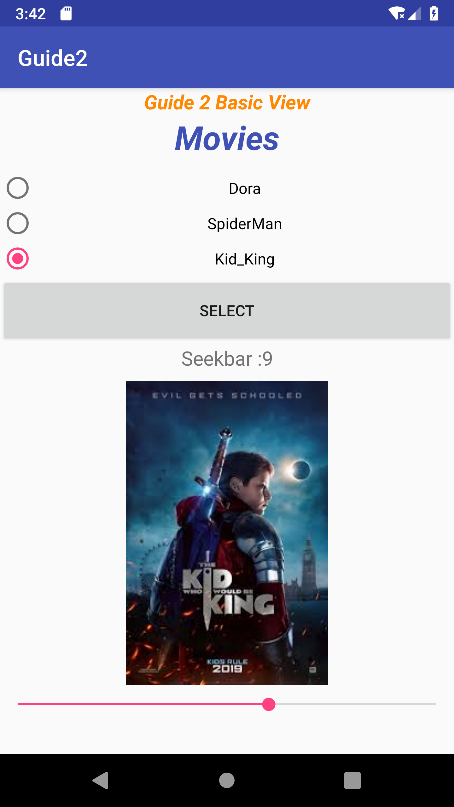 3:42
Guide2
Guide 2 Basic View
Movies
Dora
SpiderMan
Kid_King
SELECT
Seekbar :9
EVIL GETS SCHOOLED
THE
KID
WHO WOULD BE
KING
KIDS RULE
2019